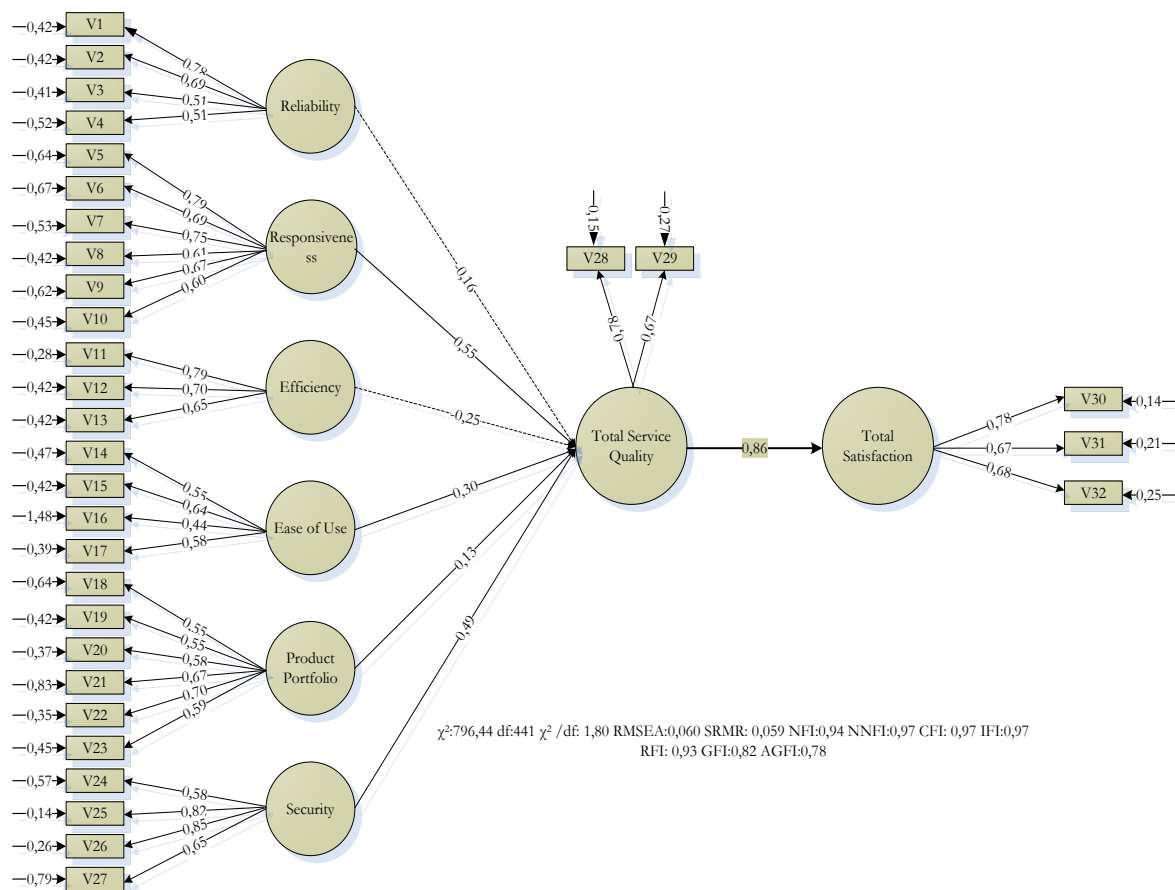 0,42 V1
0,42 V2
0,41 V3
0,52 V4
0,78
0,69
0,51
0,51
Reliability
0,64 V5
0,67 V6
0,53 V7
0,42 V8
0,62 V9
0,45 V10
0,79
0,69
0,75
0,61
0,67
0,60
Responsivene
ss
0,28 V11
0,42 V12
0,42 V13
0,79
0,70
0,65
Efficiency
0,47 V14
0,42 V15
1,48 V16
0,39 V17
0,55
0,64
0,44
0,58
Ease of Use
0,64 V18
0,42 V19
0,37 V20
0,83 V21
0,35 V22
0,45 V23
0,55
0,55
0,58
0,67
0,70
0,59
Product
Portfolio
0,57 V24
0,14 V25
0,26 V26
0,79 V27
0,58
0,82
0,85
0,65
Security
0,16
0,55
0,25
0,30
0,13
0,49
0,15
0,27
V28
V29
0,78
0,67
Total Service
Quality
0,86
Total
Satisfaction
0,78
0,67
0,68
V30 0,14
V31 0,21
V32 0,25
χ²:796,44 df:441 χ² /df: 1,80 RMSEA:0,060 SRMR: 0,059 NFI:0,94 NNFI:0,97 CFI: 0,97 IFI:0,97
RFI: 0,93 GFI:0,82 AGFI:0,78